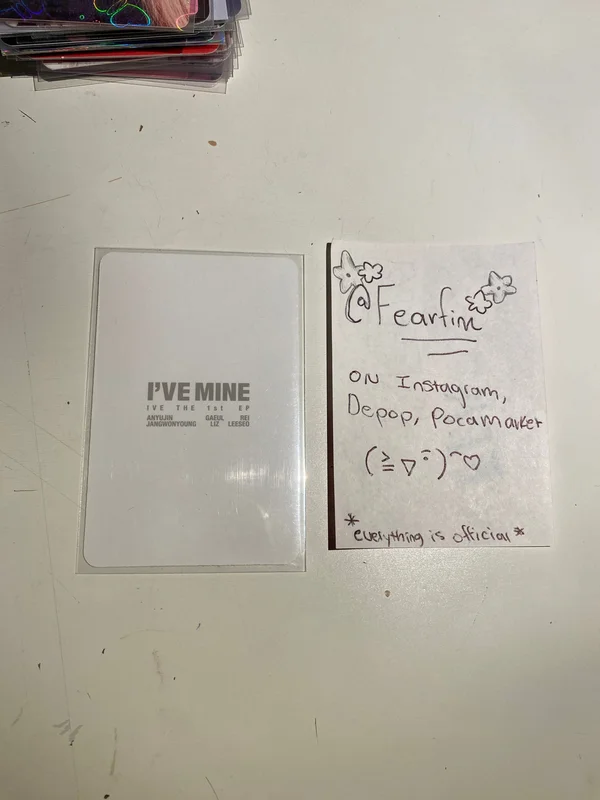 I'VE MINE
IVE THE 1st EP
ANYUJIN GAEUL REI
JANGWONYOUNG LIZ LEESEO
@Fearfim
ON Instagram,
Depop, Pocamarket
(≧▽≦)~♡
*everything is official*